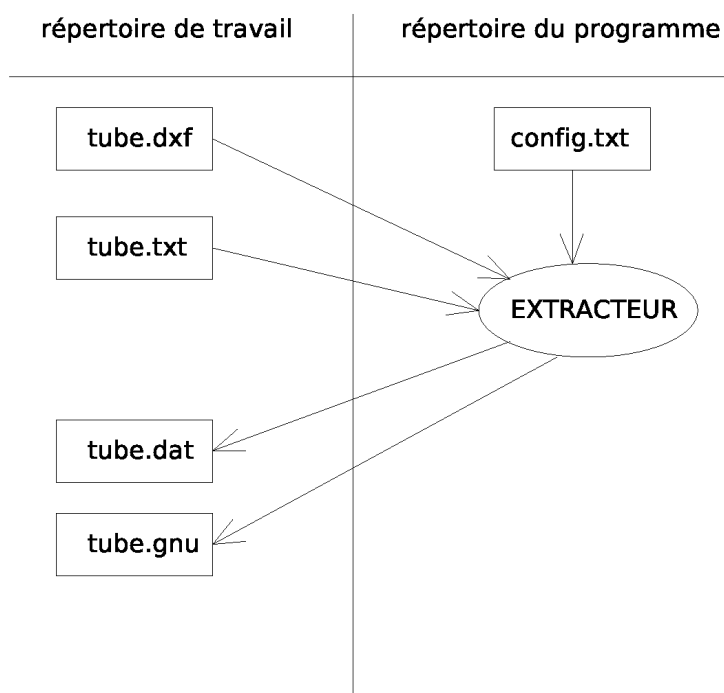 répertoire de travail
répertoire du programme
tube.dxf
config.txt
tube.txt
EXTRACTEUR
tube.dat
tube.gnu